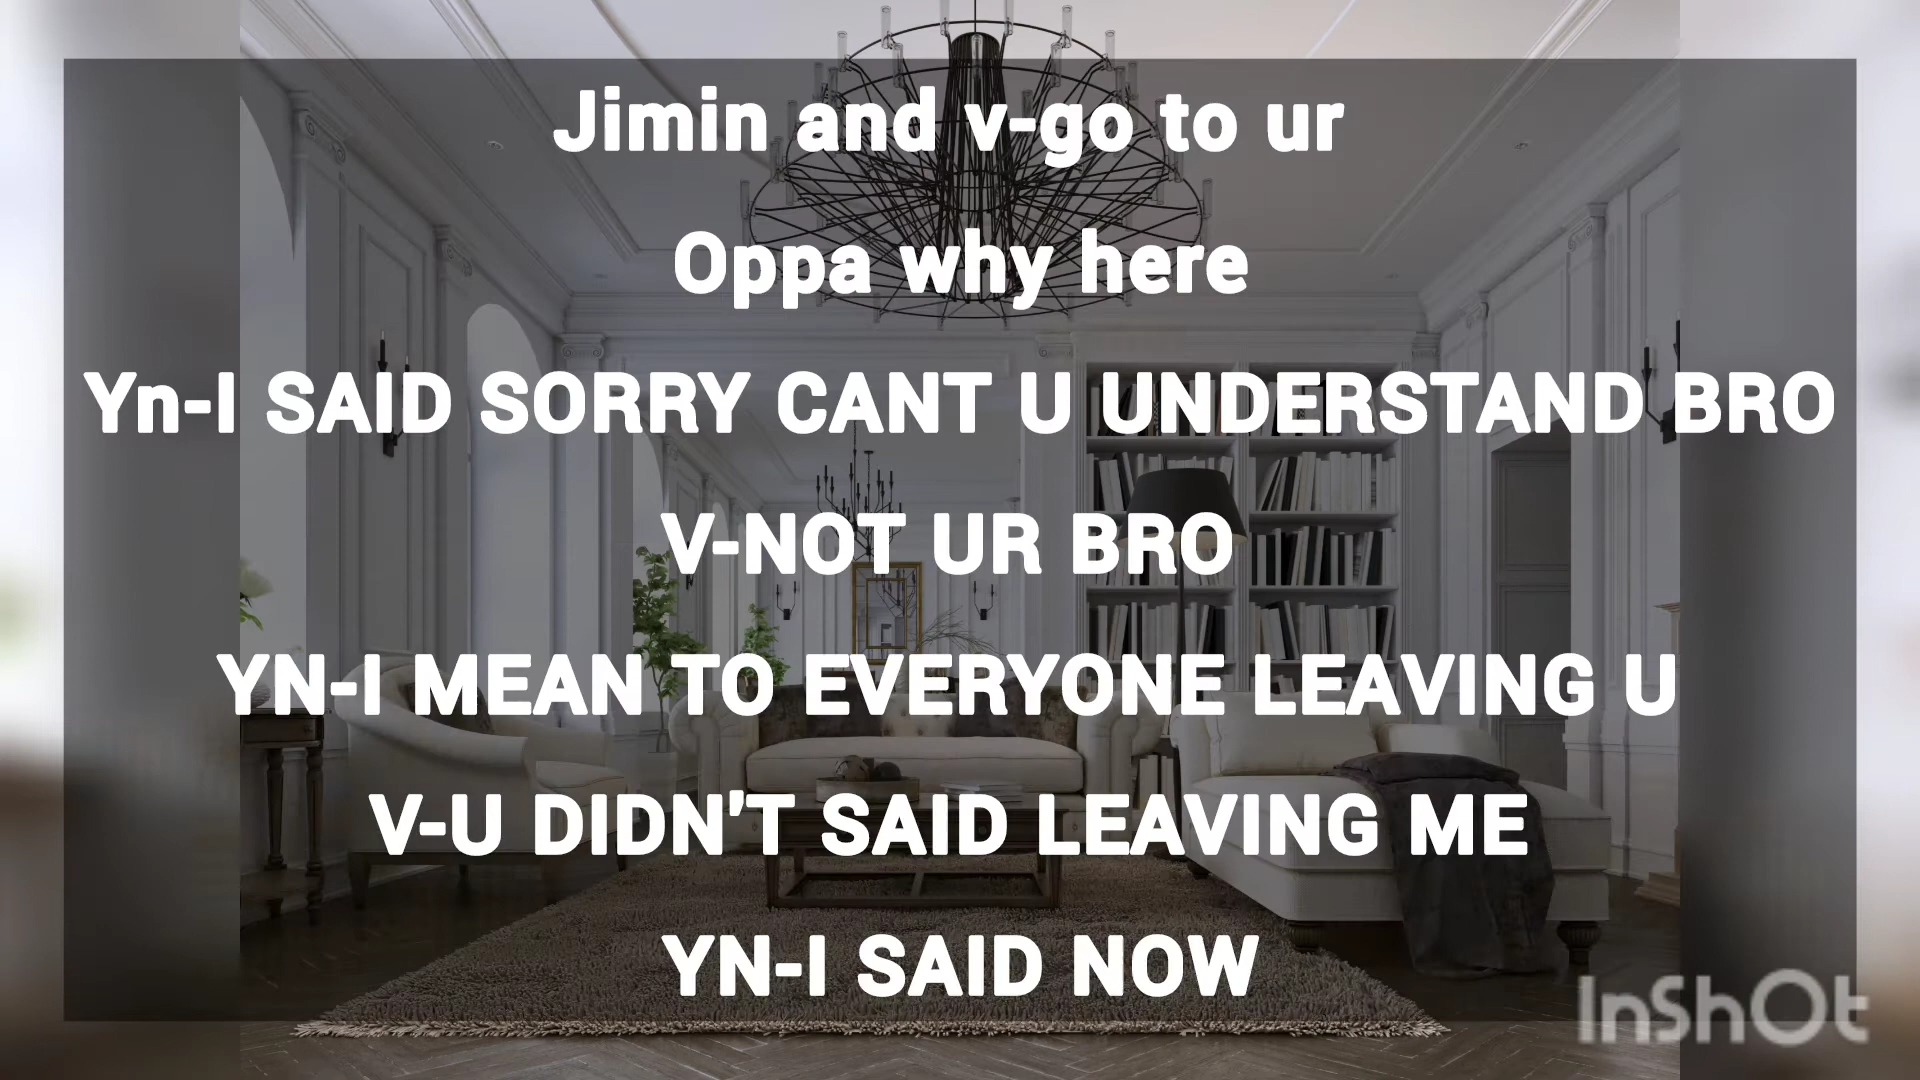 Jimin and v-go to ur
Oppa why here
Yn-I SAID SORRY CANT U UNDERSTAND BRO
V-NOT UR BRO
YN-I MEAN TO EVERYONE LEAVING U
V-U DIDN'T SAID LEAVING ME
YN-I SAID NOW
InShOt